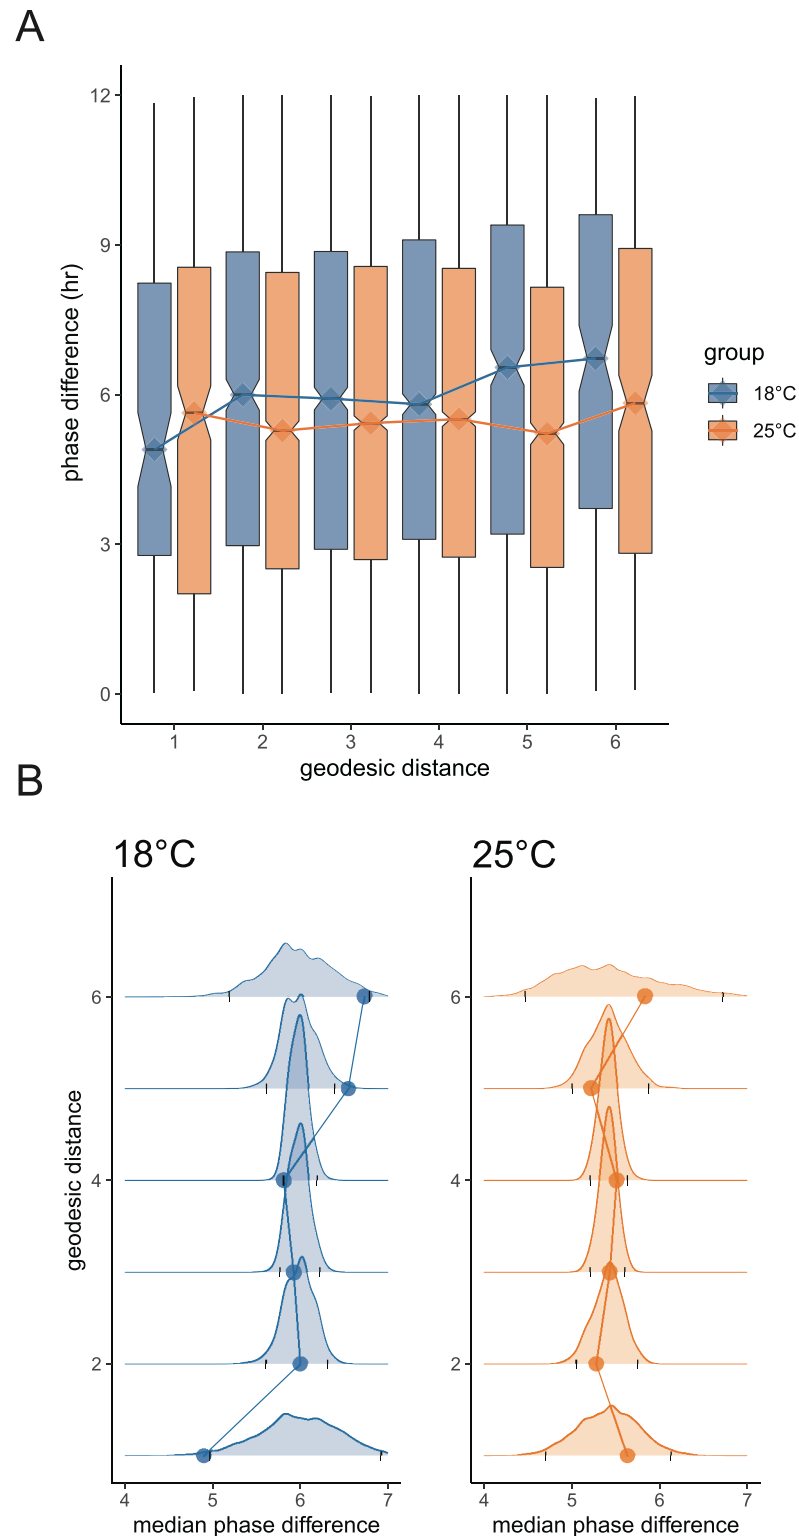 A
12
9
6
3
0
phase difference (hr)
1 2 3 4 5 6
geodesic distance
group
18°C
25°C
B
18°C 25°C
6
4
2
geodesic distance
6
4
2
4 5 6 7
median phase difference
4 5 6 7
median phase difference